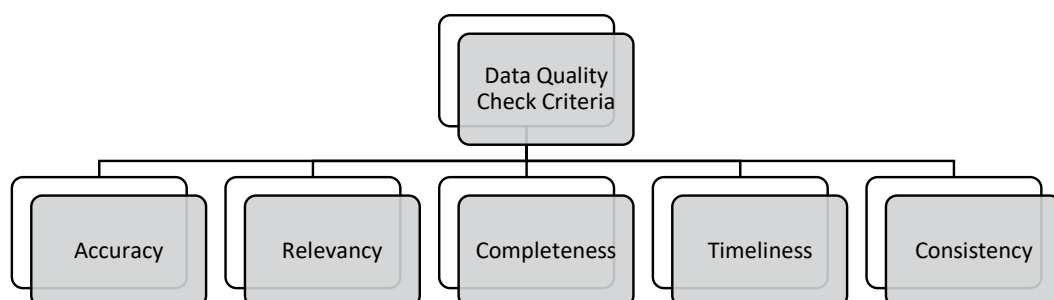 Data Quality
Check Criteria
Accuracy
Relevancy
Completeness
Timeliness
Consistency